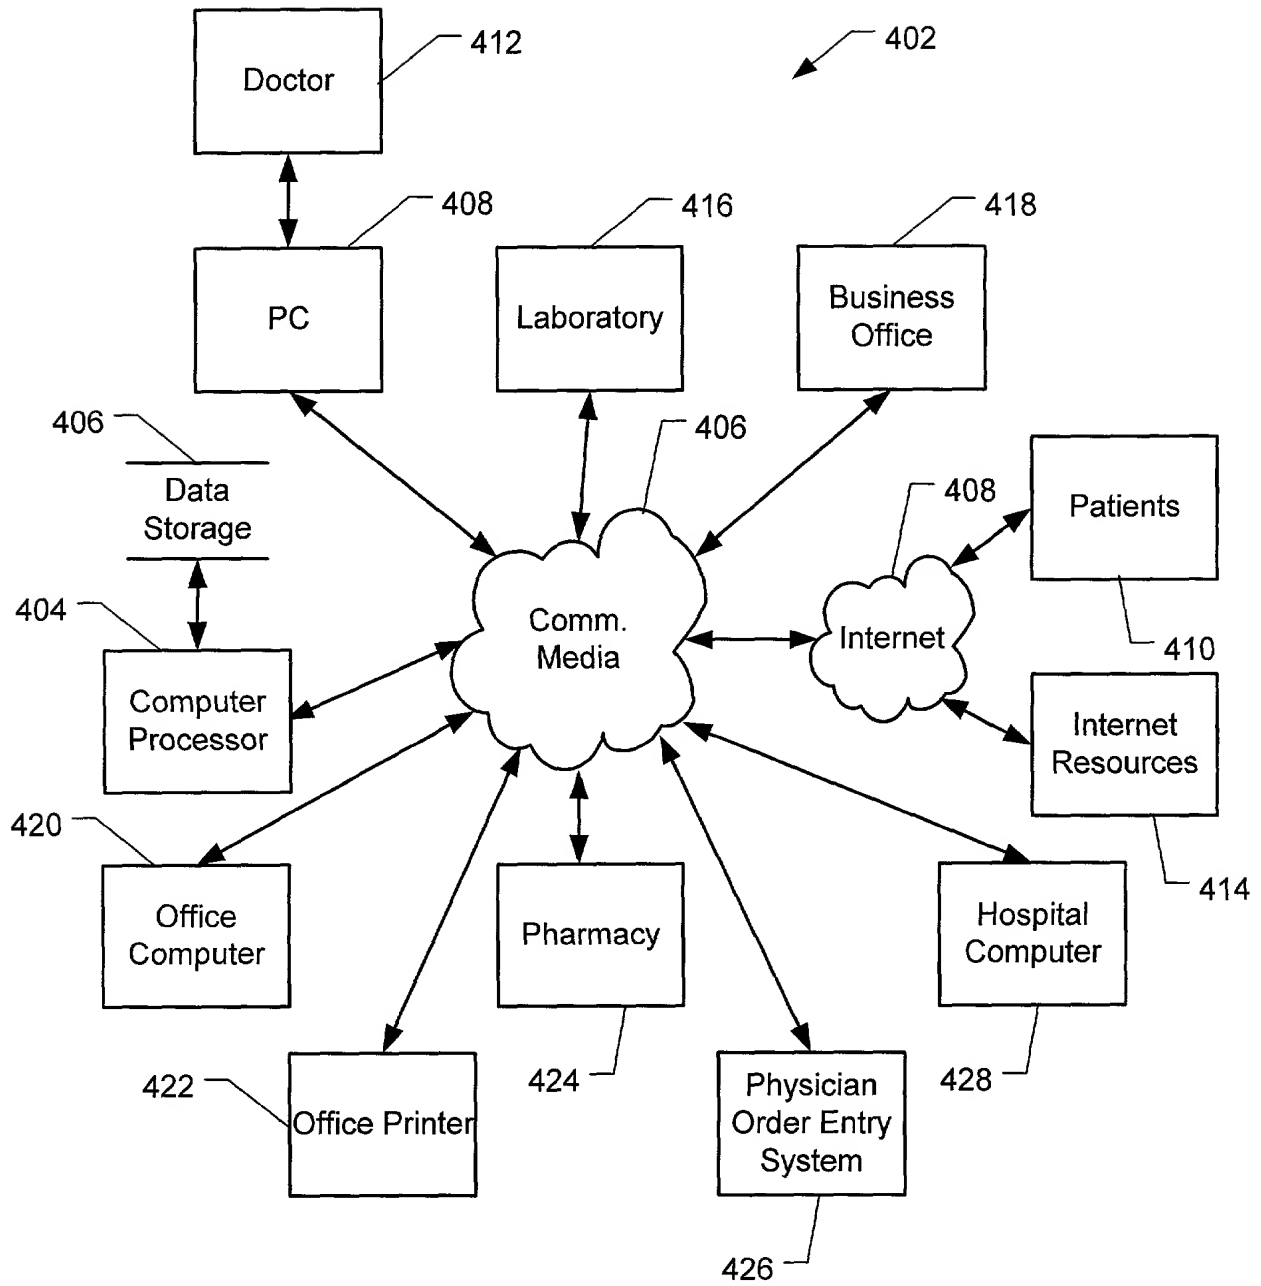 412
402
Doctor
408
416
418
PC
Laboratory
Business
Office
406
406
Data
Storage
408
Patients
404
Comm.
Media
Internet
410
Computer
Processor
Internet
Resources
420
414
Office
Computer
Pharmacy
Hospital
Computer
422
424
428
Office Printer
Physician
Order Entry
System
426